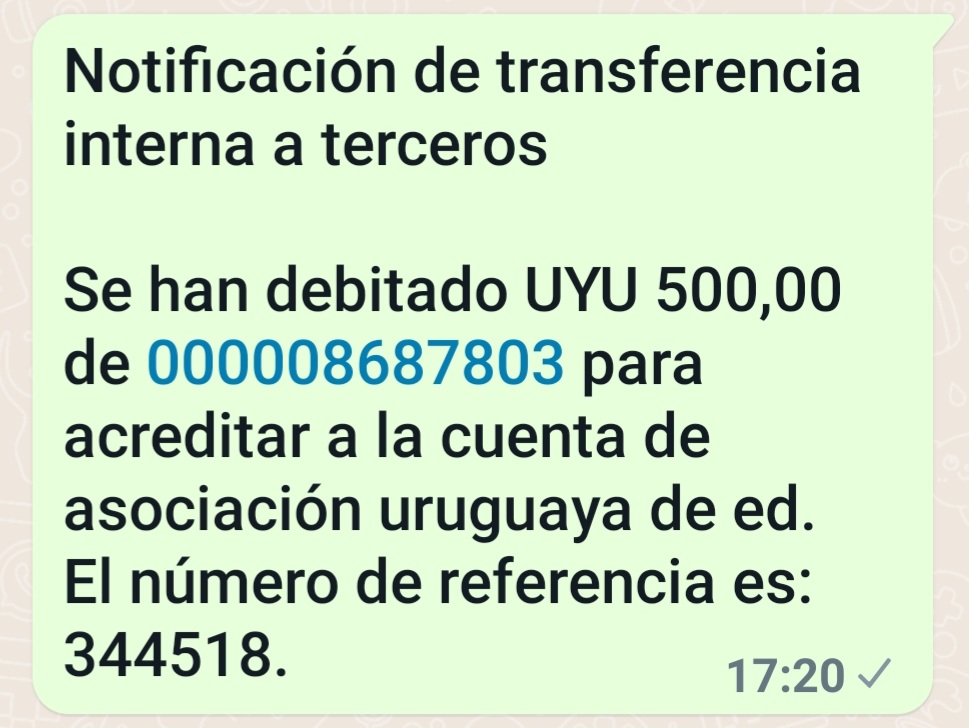 Notificación de transferencia
interna a terceros
Se han debitado UYU 500,00
de 000008687803 para
acreditar a la cuenta de
asociación uruguaya de ed.
El número de referencia es:
344518.
17:20